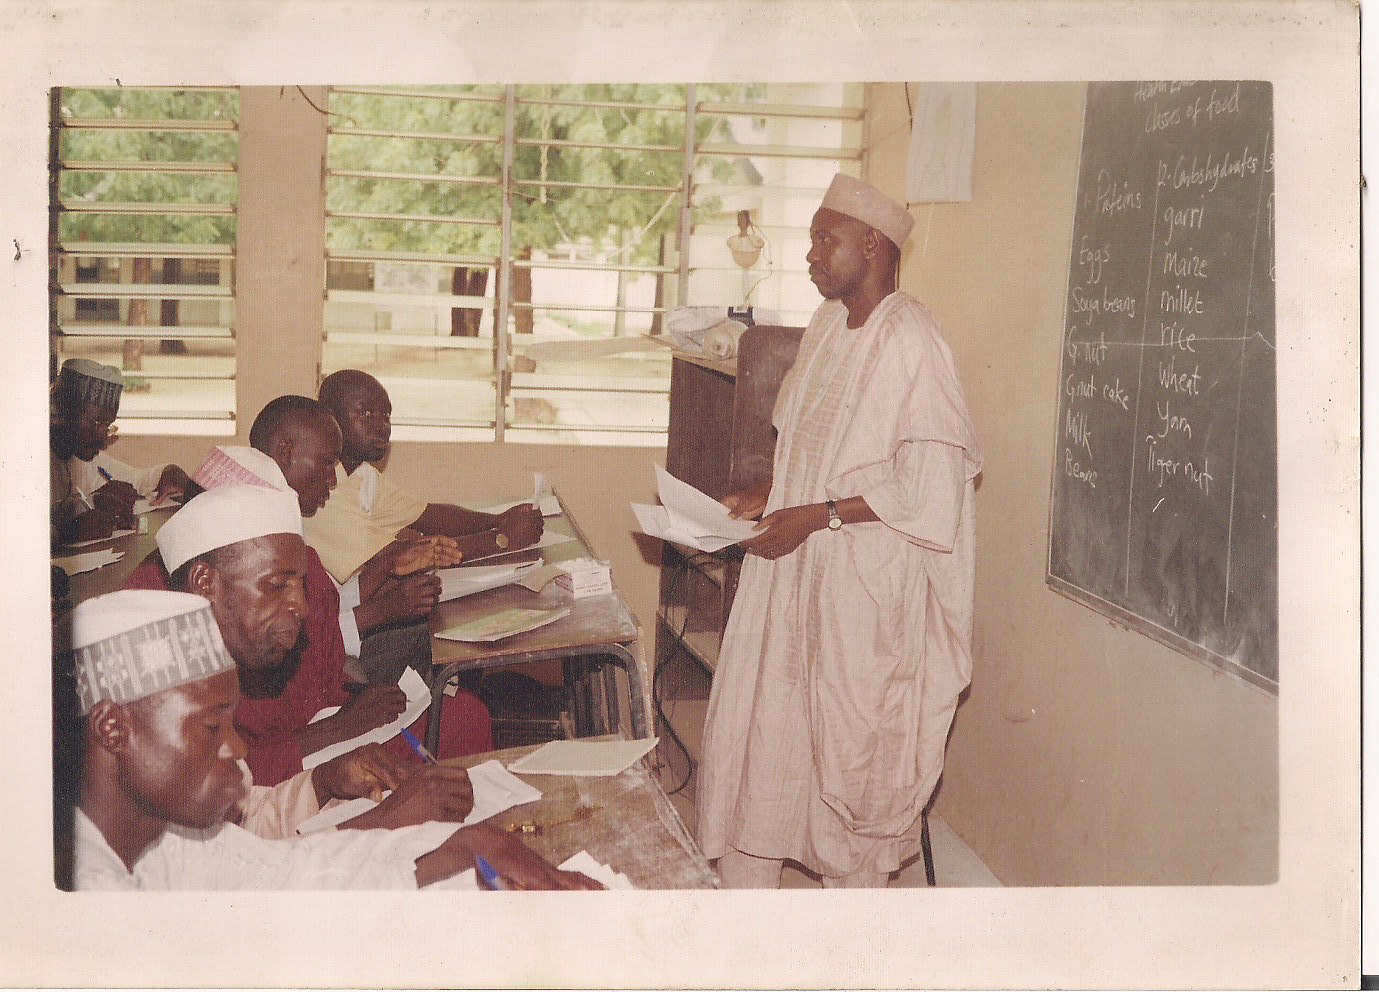 classes of food
1. Proteins
Eggs
Soya beans
G. nut
G.nut cake
Milk
Beans
2. Carbohydrates
garri
Maize
millet
rice
Wheat
Yam
Tiger nut